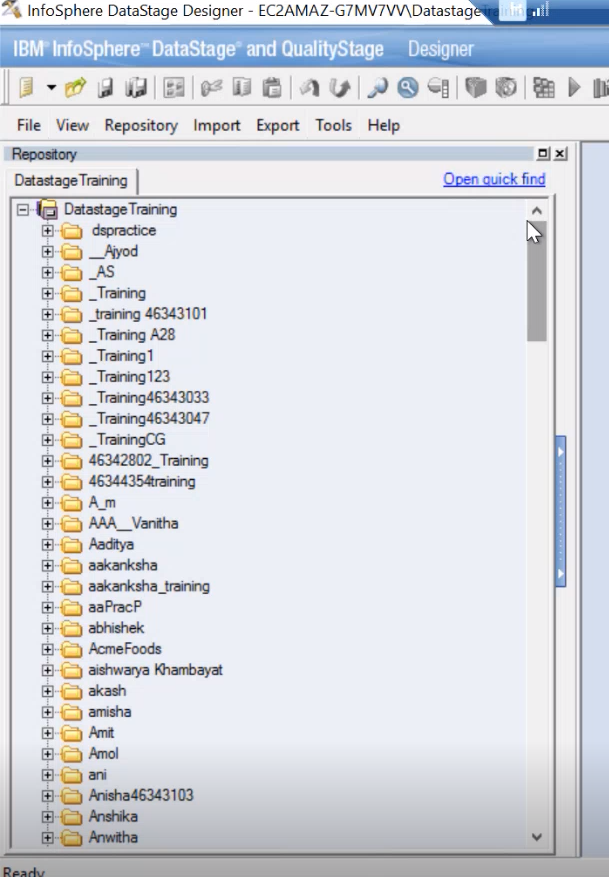 InfoSphere DataStage Designer - EC2AMAZ-G7MV7VV\DatastageTraining
IBM InfoSphere™ DataStage® and QualityStage Designer
File View Repository Import Export Tools Help
Repository
DatastageTraining
Open quick find
DatastageTraining
dspractice
__Ajyod
_AS
_Training
_training 46343101
_Training A28
_Training1
_Training123
_Training46343033
_Training46343047
_TrainingCG
46342802_Training
46344354training
A_m
AAA__Vanitha
Aaditya
aakanksha
aakanksha_training
aaPracP
abhishek
AcmeFoods
aishwarya Khambayat
akash
amisha
Amit
Amol
ani
Anisha46343103
Anshika
Anwitha
Ready